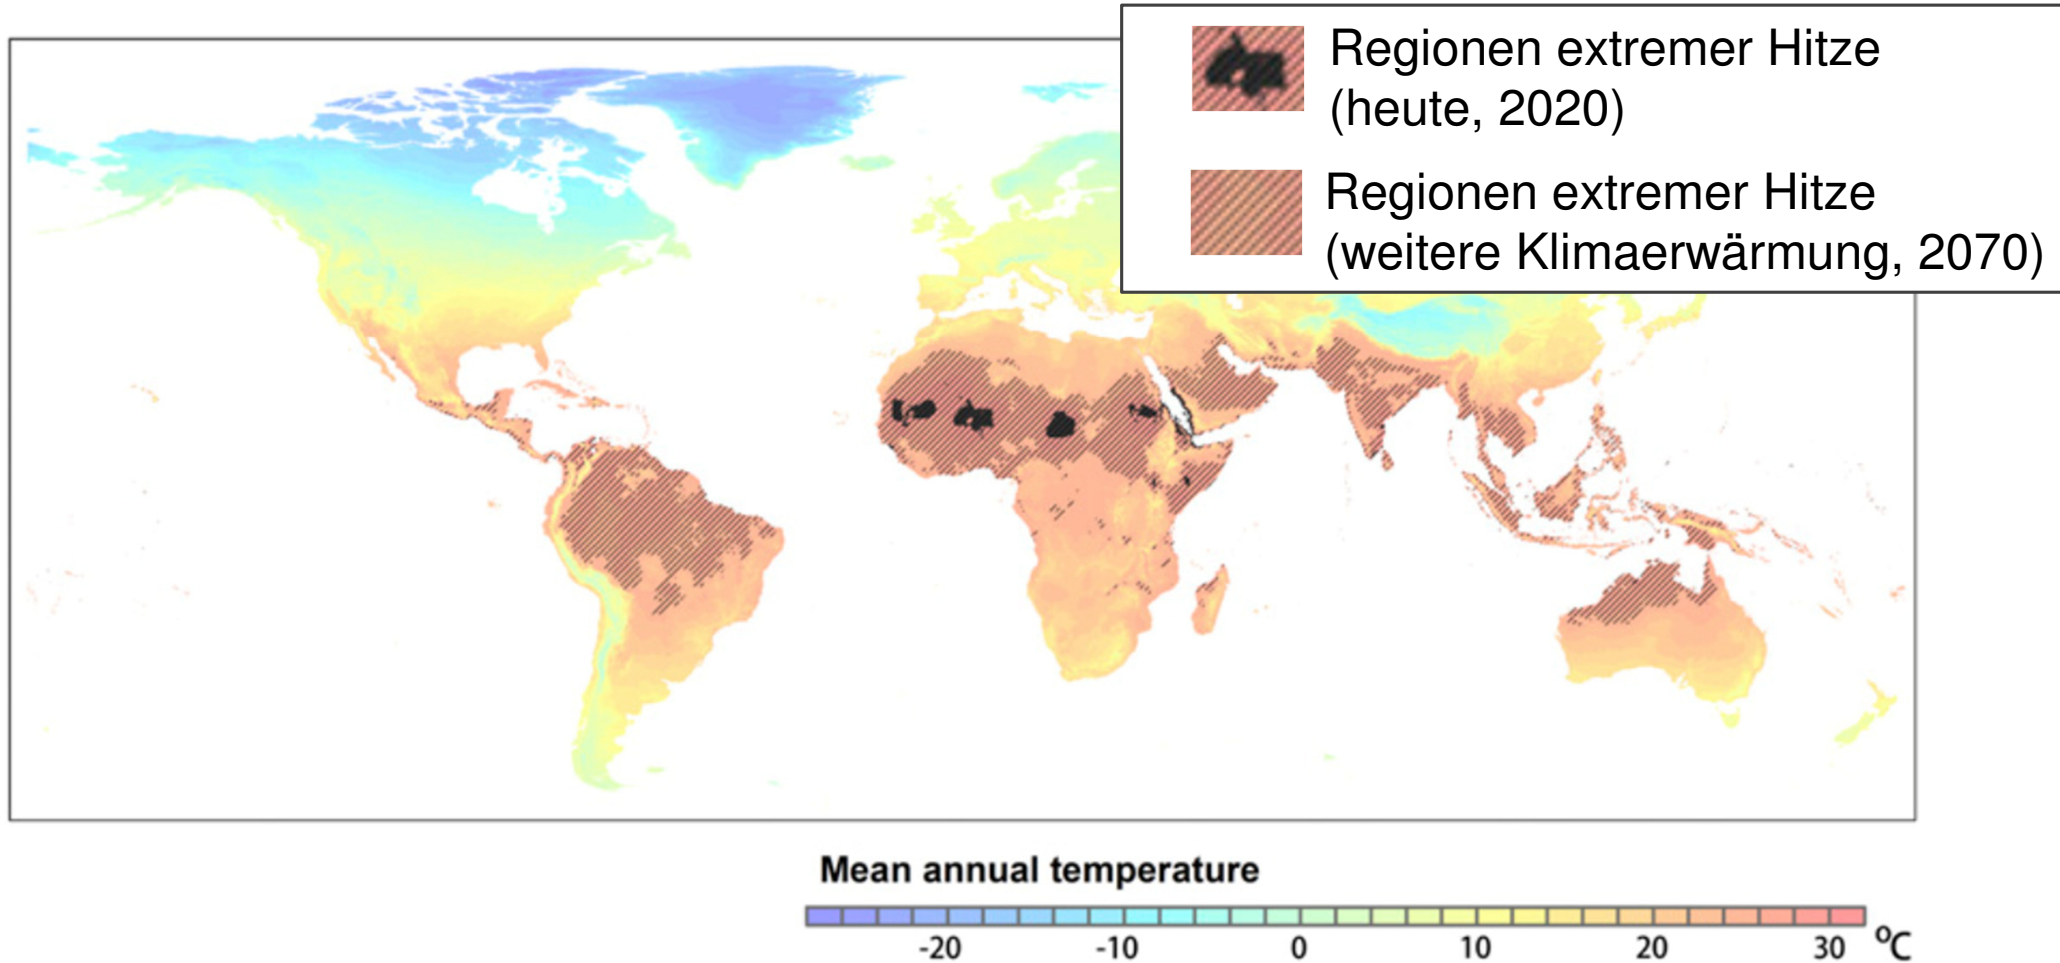 Regionen extremer Hitze
(heute, 2020)
Regionen extremer Hitze
(weitere Klimaerwärmung, 2070)
Mean annual temperature
-20 -10 0 10 20 30 ºC